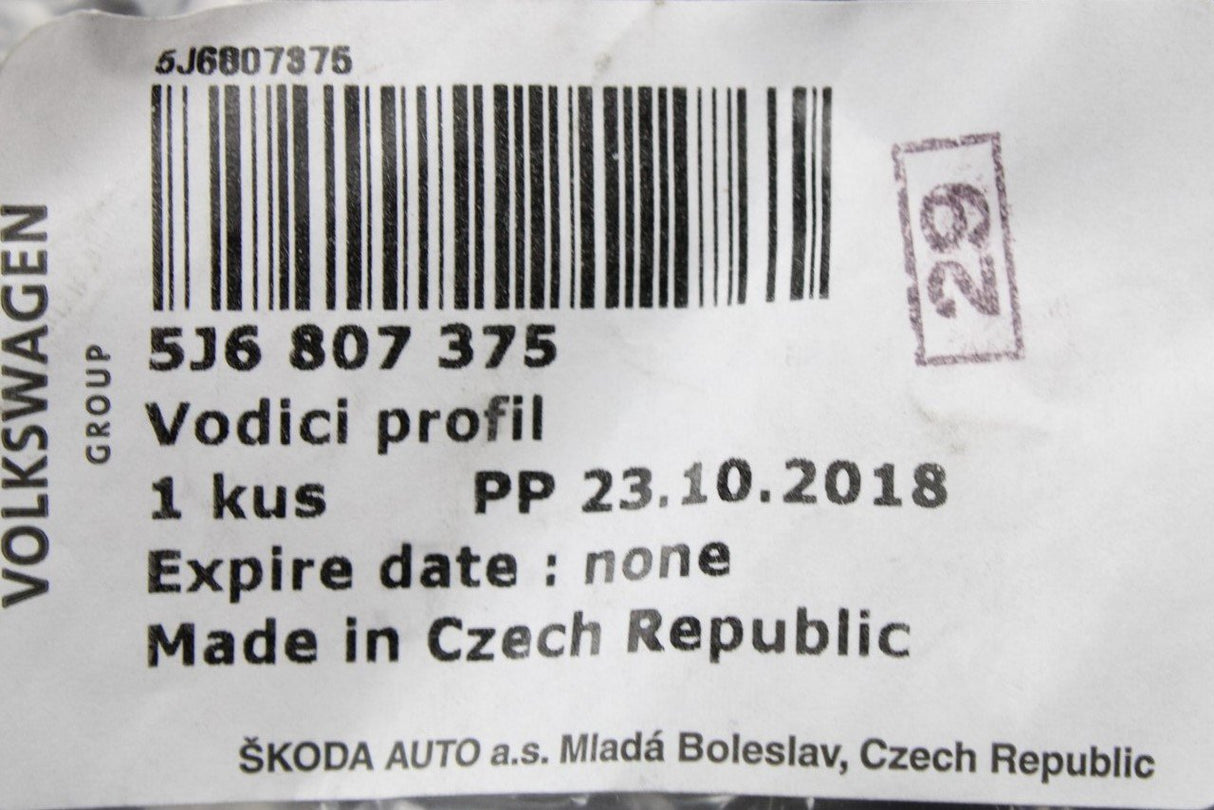 5J6807375
5J6 807 375
Vodici profil
1 kus PP 23.10.2018
Expire date : none
Made in Czech Republic
ŠKODA AUTO a.s. Mladá Boleslav, Czech Republic
VOLKSWAGEN
GROUP
29